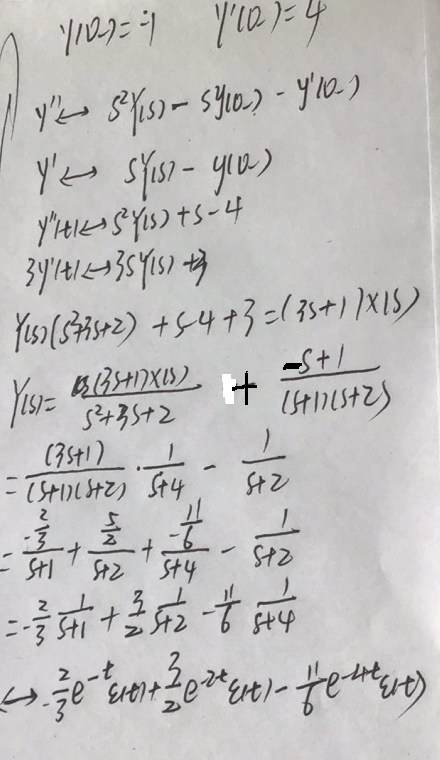 y(0-)=-1 y'(0-)=4
y''↔ s²Y(s) - sy(0-) - y'(0-)
y' ↔ sY(s) - y(0-)
y''(t)↔s²Y(s)+s-4
3y'(t)↔3sY(s)+3
Y(s)(s²+3s+2) +s-4+3=(3s+1)X(s)
Y(s)= (3s+1)X(s)/(s²+3s+2) + (-s+1)/((s+1)(s+2))
= (3s+1)/((s+1)(s+2)) · 1/(s+4) - 1/(s+2)
= (-2/3)/(s+1) + (5/2)/(s+2) + (-11/6)/(s+4) - 1/(s+2)
= -2/3 1/(s+1) + 3/2 1/(s+2) - 11/6 1/(s+4)
↔ -2/3 e^(-t) ε(t) + 3/2 e^(-2t) ε(t) - 11/6 e^(-4t) ε(t)